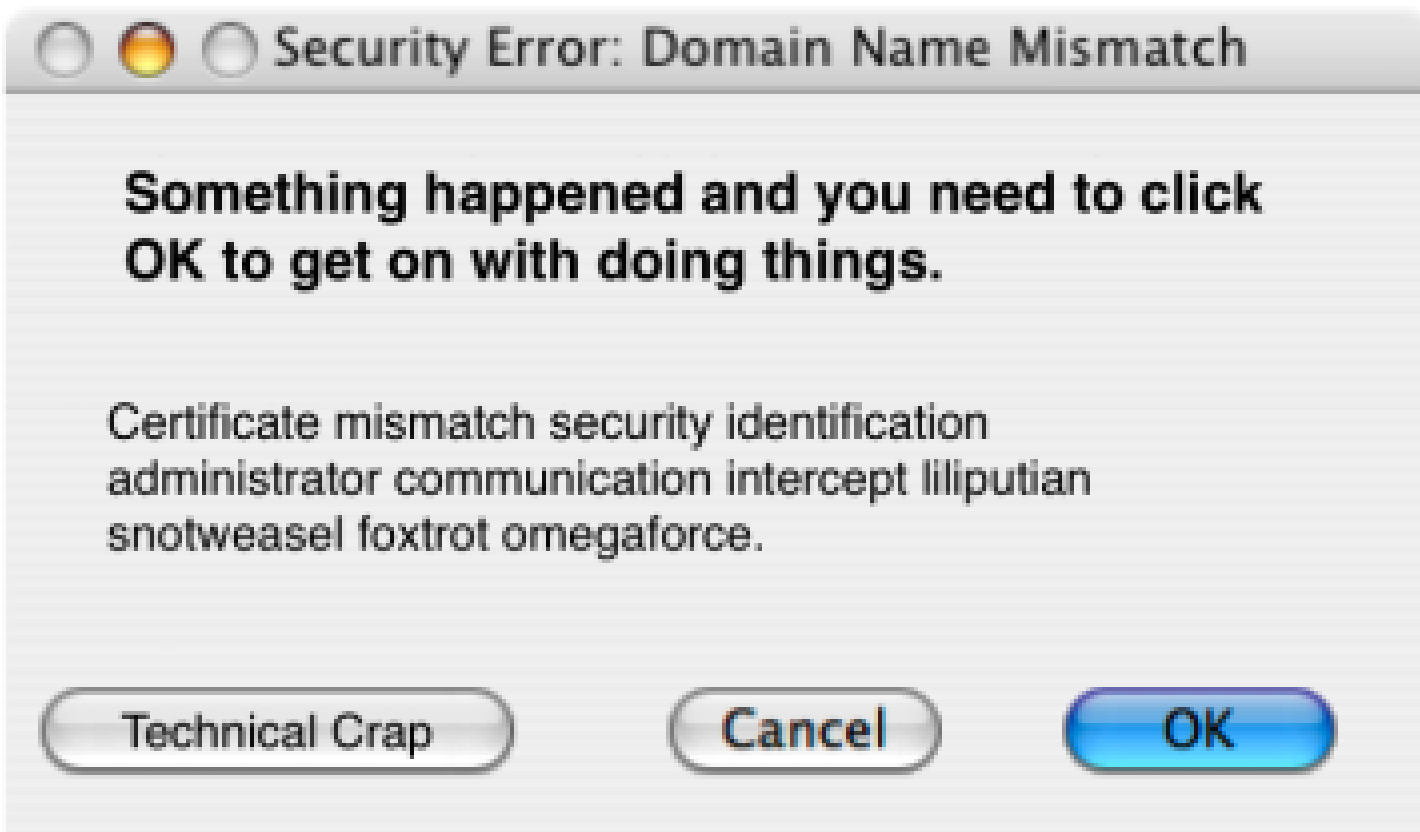 Security Error: Domain Name Mismatch
Something happened and you need to click
OK to get on with doing things.
Certificate mismatch security identification
administrator communication intercept liliputian
snotweasel foxtrot omegaforce.
Technical Crap
Cancel
OK